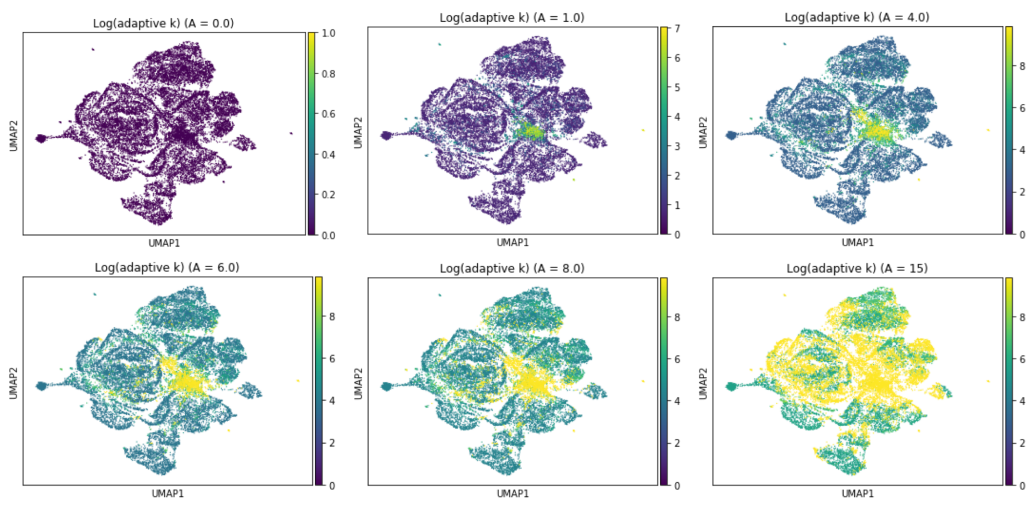 Log(adaptive k) (A = 0.0)
1.0
0.8
0.6
0.4
0.2
0.0
UMAP2
UMAP1
Log(adaptive k) (A = 1.0)
7
6
5
4
3
2
1
0
UMAP2
UMAP1
Log(adaptive k) (A = 4.0)
8
6
4
2
0
UMAP2
UMAP1
Log(adaptive k) (A = 6.0)
8
6
4
2
0
UMAP2
UMAP1
Log(adaptive k) (A = 8.0)
8
6
4
2
0
UMAP2
UMAP1
Log(adaptive k) (A = 15)
8
6
4
2
0
UMAP2
UMAP1